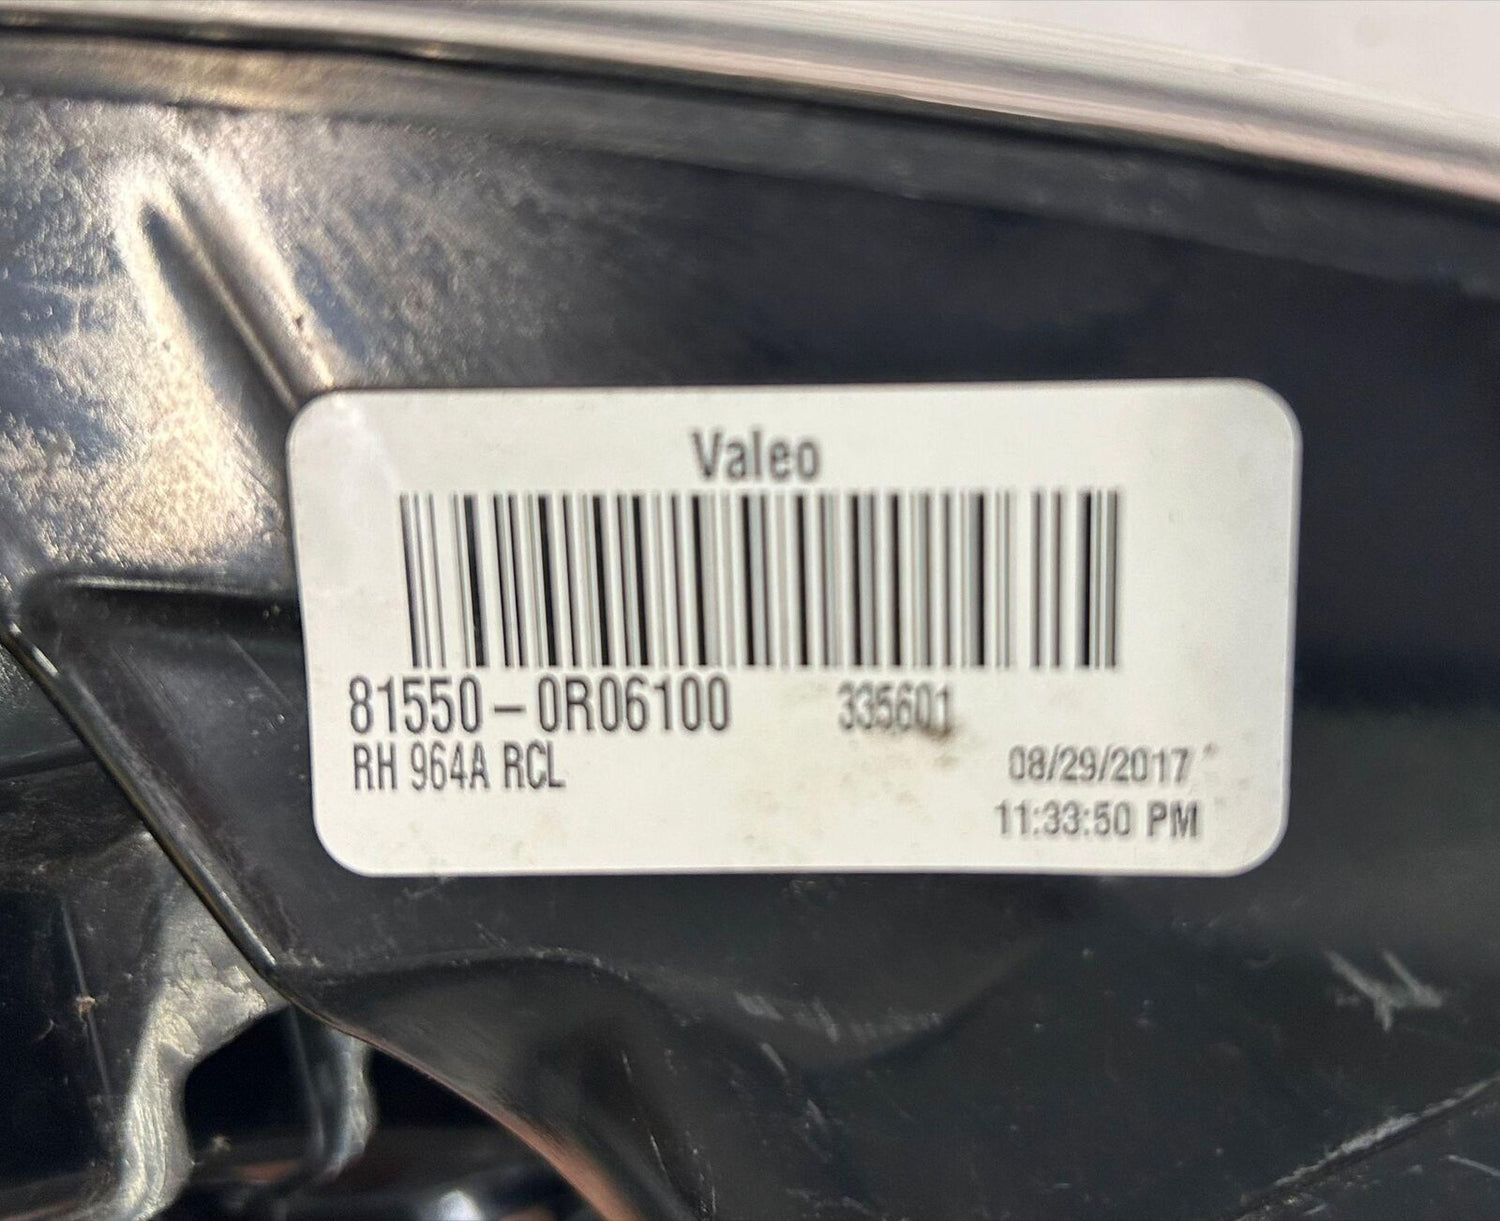 Valeo
81550-0R06100 335601
RH 964A RCL
08/29/2017
11:33:50 PM